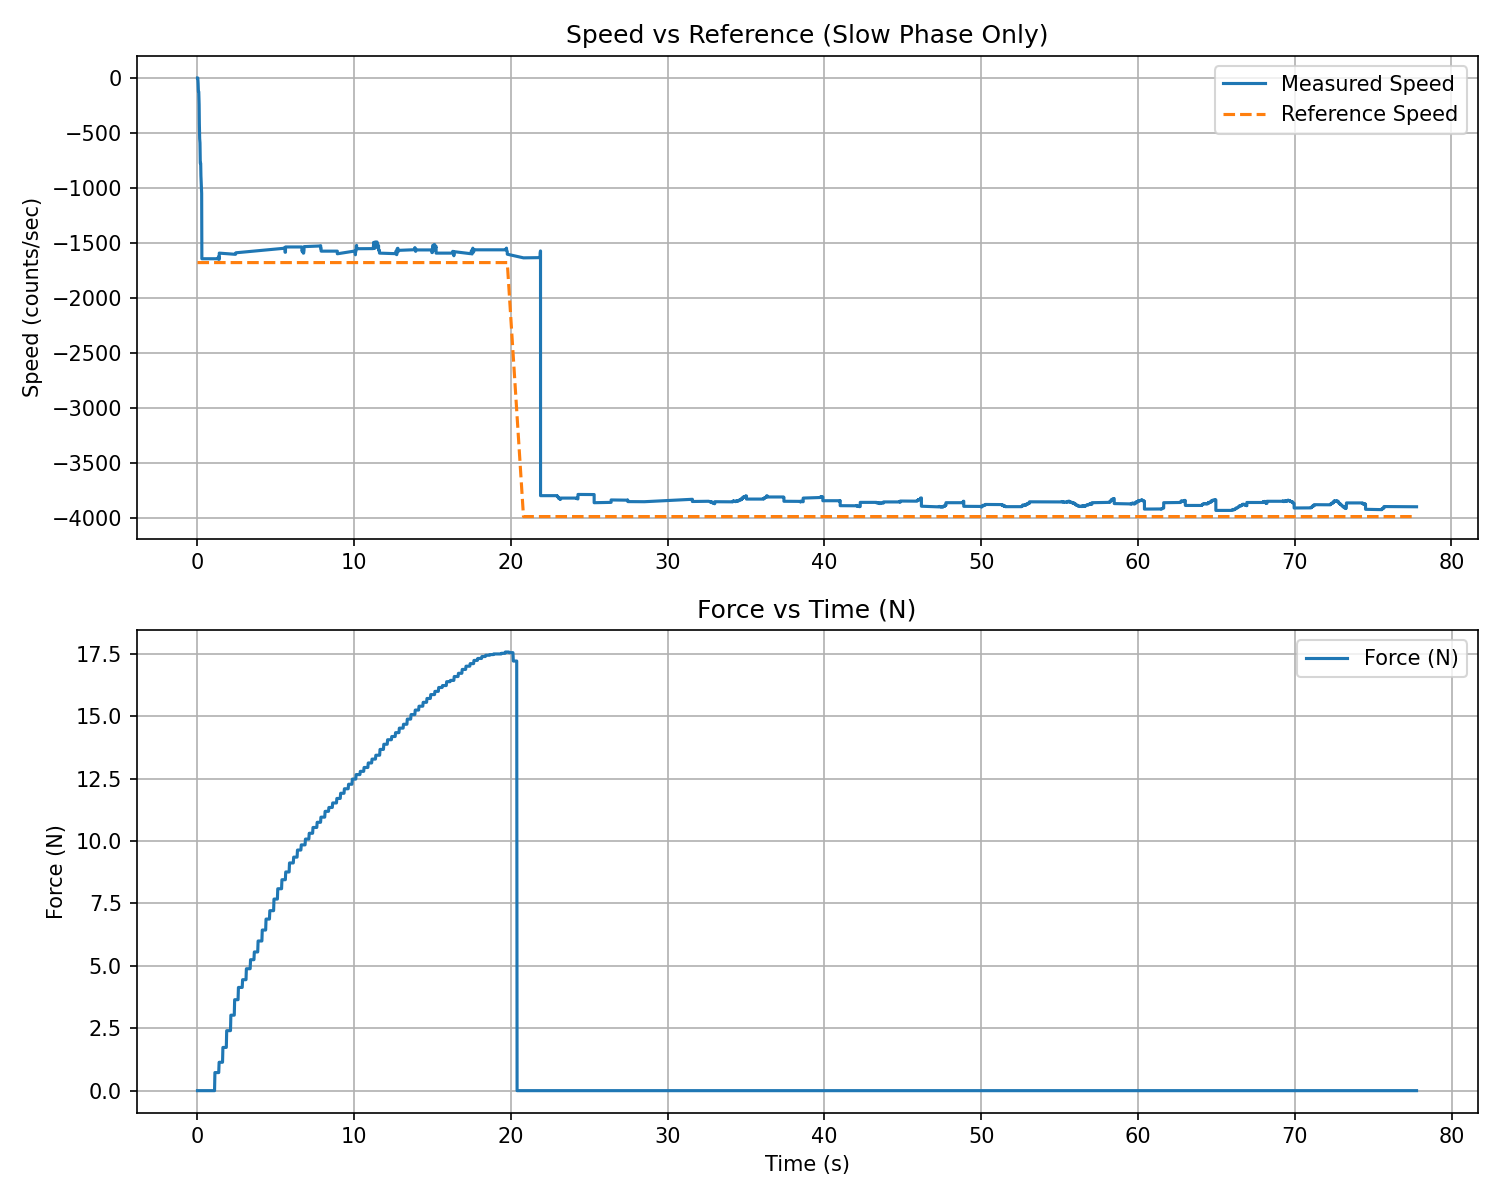 Speed vs Reference (Slow Phase Only)
Measured Speed
Reference Speed
Speed (counts/sec)
0
−500
−1000
−1500
−2000
−2500
−3000
−3500
−4000
0 10 20 30 40 50 60 70 80
Force vs Time (N)
Force (N)
Force (N)
17.5
15.0
12.5
10.0
7.5
5.0
2.5
0.0
0 10 20 30 40 50 60 70 80
Time (s)